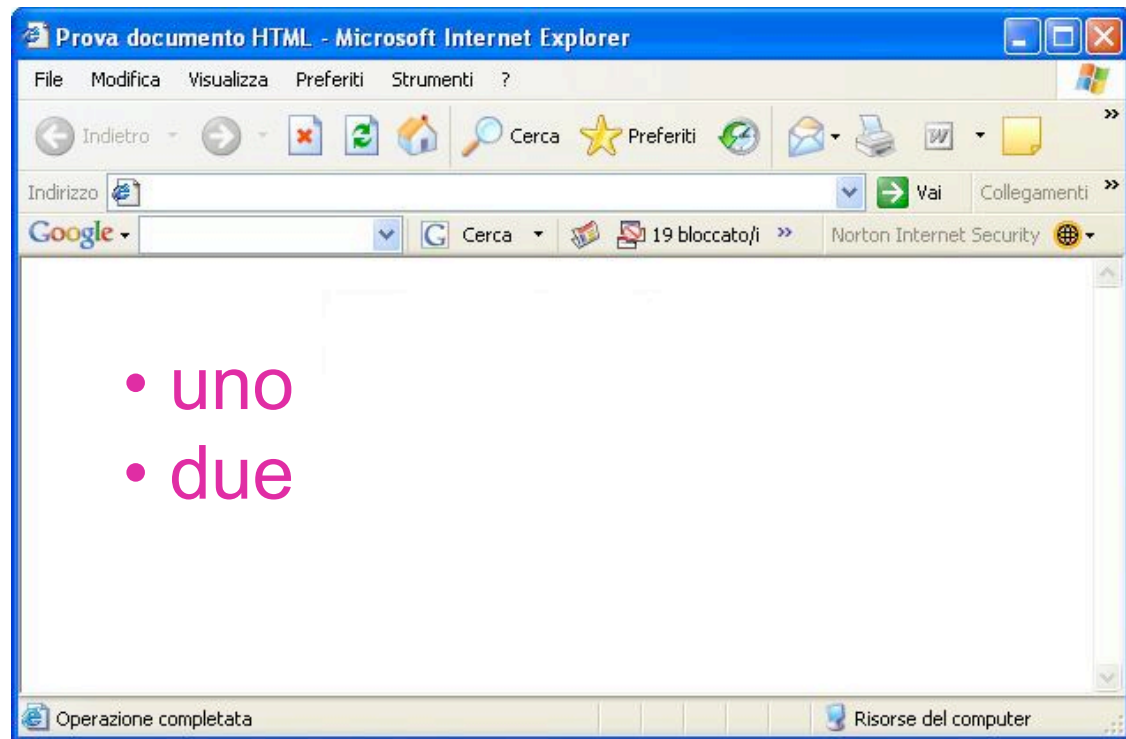 Prova documento HTML - Microsoft Internet Explorer
File Modifica Visualizza Preferiti Strumenti ?
Indietro Cerca Preferiti W »
Indirizzo Vai Collegamenti »
Google G Cerca 19 bloccato/i » Norton Internet Security
• uno
• due
Operazione completata Risorse del computer